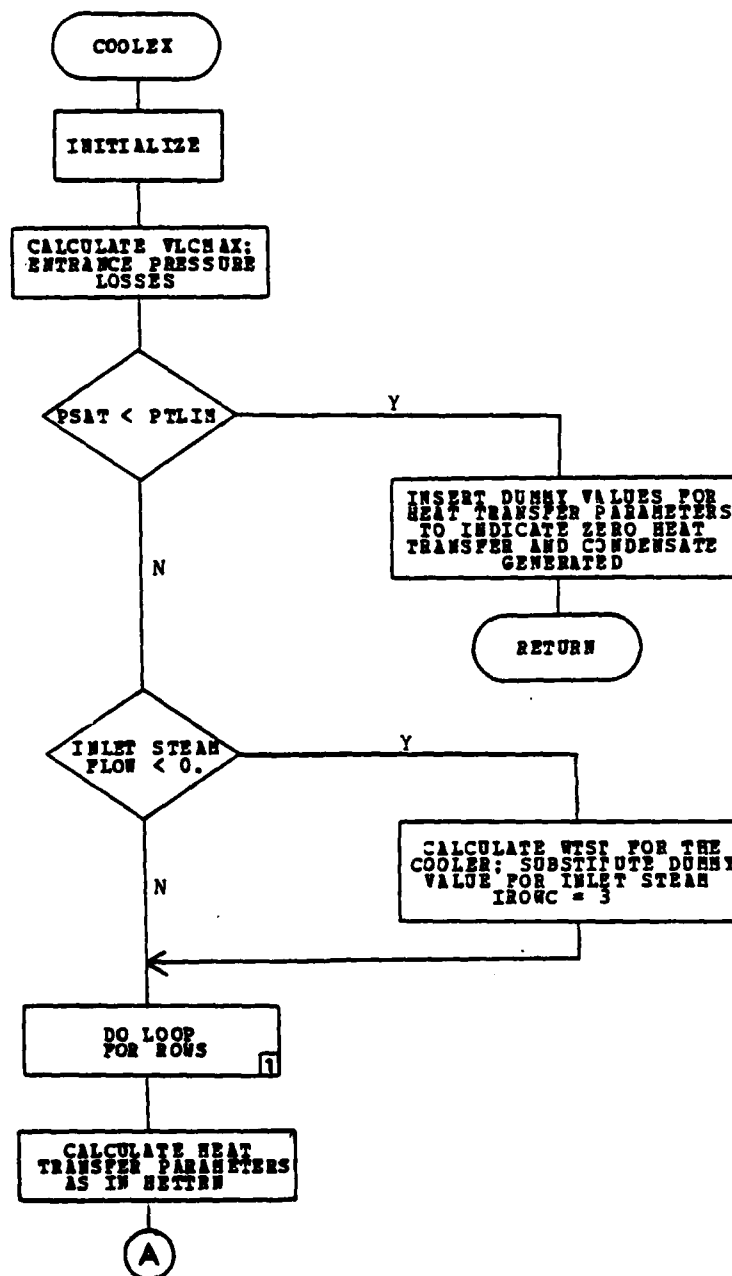 COOLEX
INITIALIZE
CALCULATE VLCMAX;
ENTRANCE PRESSURE
LOSSES
PSAT < PTLIM
Y
INSERT DUMMY VALUES FOR
HEAT TRANSFER PARAMETERS
TO INDICATE ZERO HEAT
TRANSFER AND CONDENSATE
GENERATED
N
RETURN
INLET STEAM
FLOW < 0.
Y
CALCULATE WTST FOR THE
COOLER; SUBSTITUTE DUMMY
VALUE FOR INLET STEAM
IROWC = 3
N
DO LOOP
FOR ROWS
1
CALCULATE HEAT
TRANSFER PARAMETERS
AS IN HETTRN
A